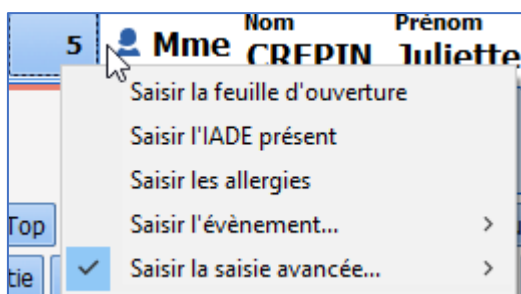 Nom Prénom
5 Mme CREPIN Juliette
Saisir la feuille d'ouverture
Saisir l'IADE présent
Saisir les allergies
Top Saisir l'évènement...
tie Saisir la saisie avancée...